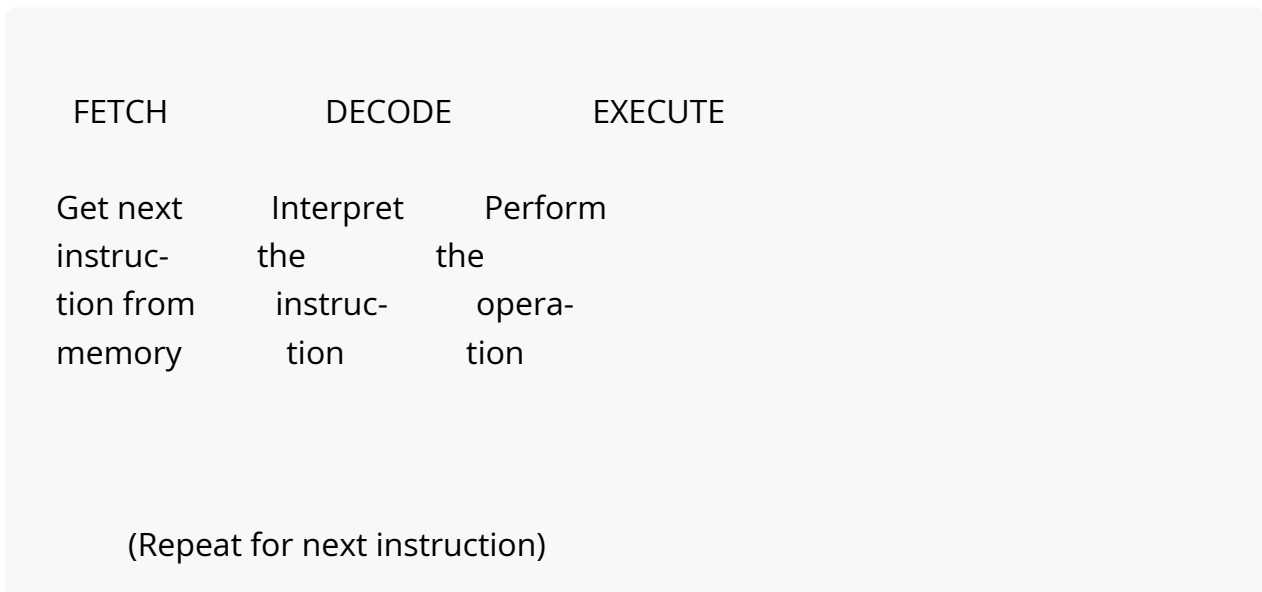 FETCH DECODE EXECUTE
Get next Interpret Perform
instruc- the the
tion from instruc- opera-
memory tion tion
(Repeat for next instruction)